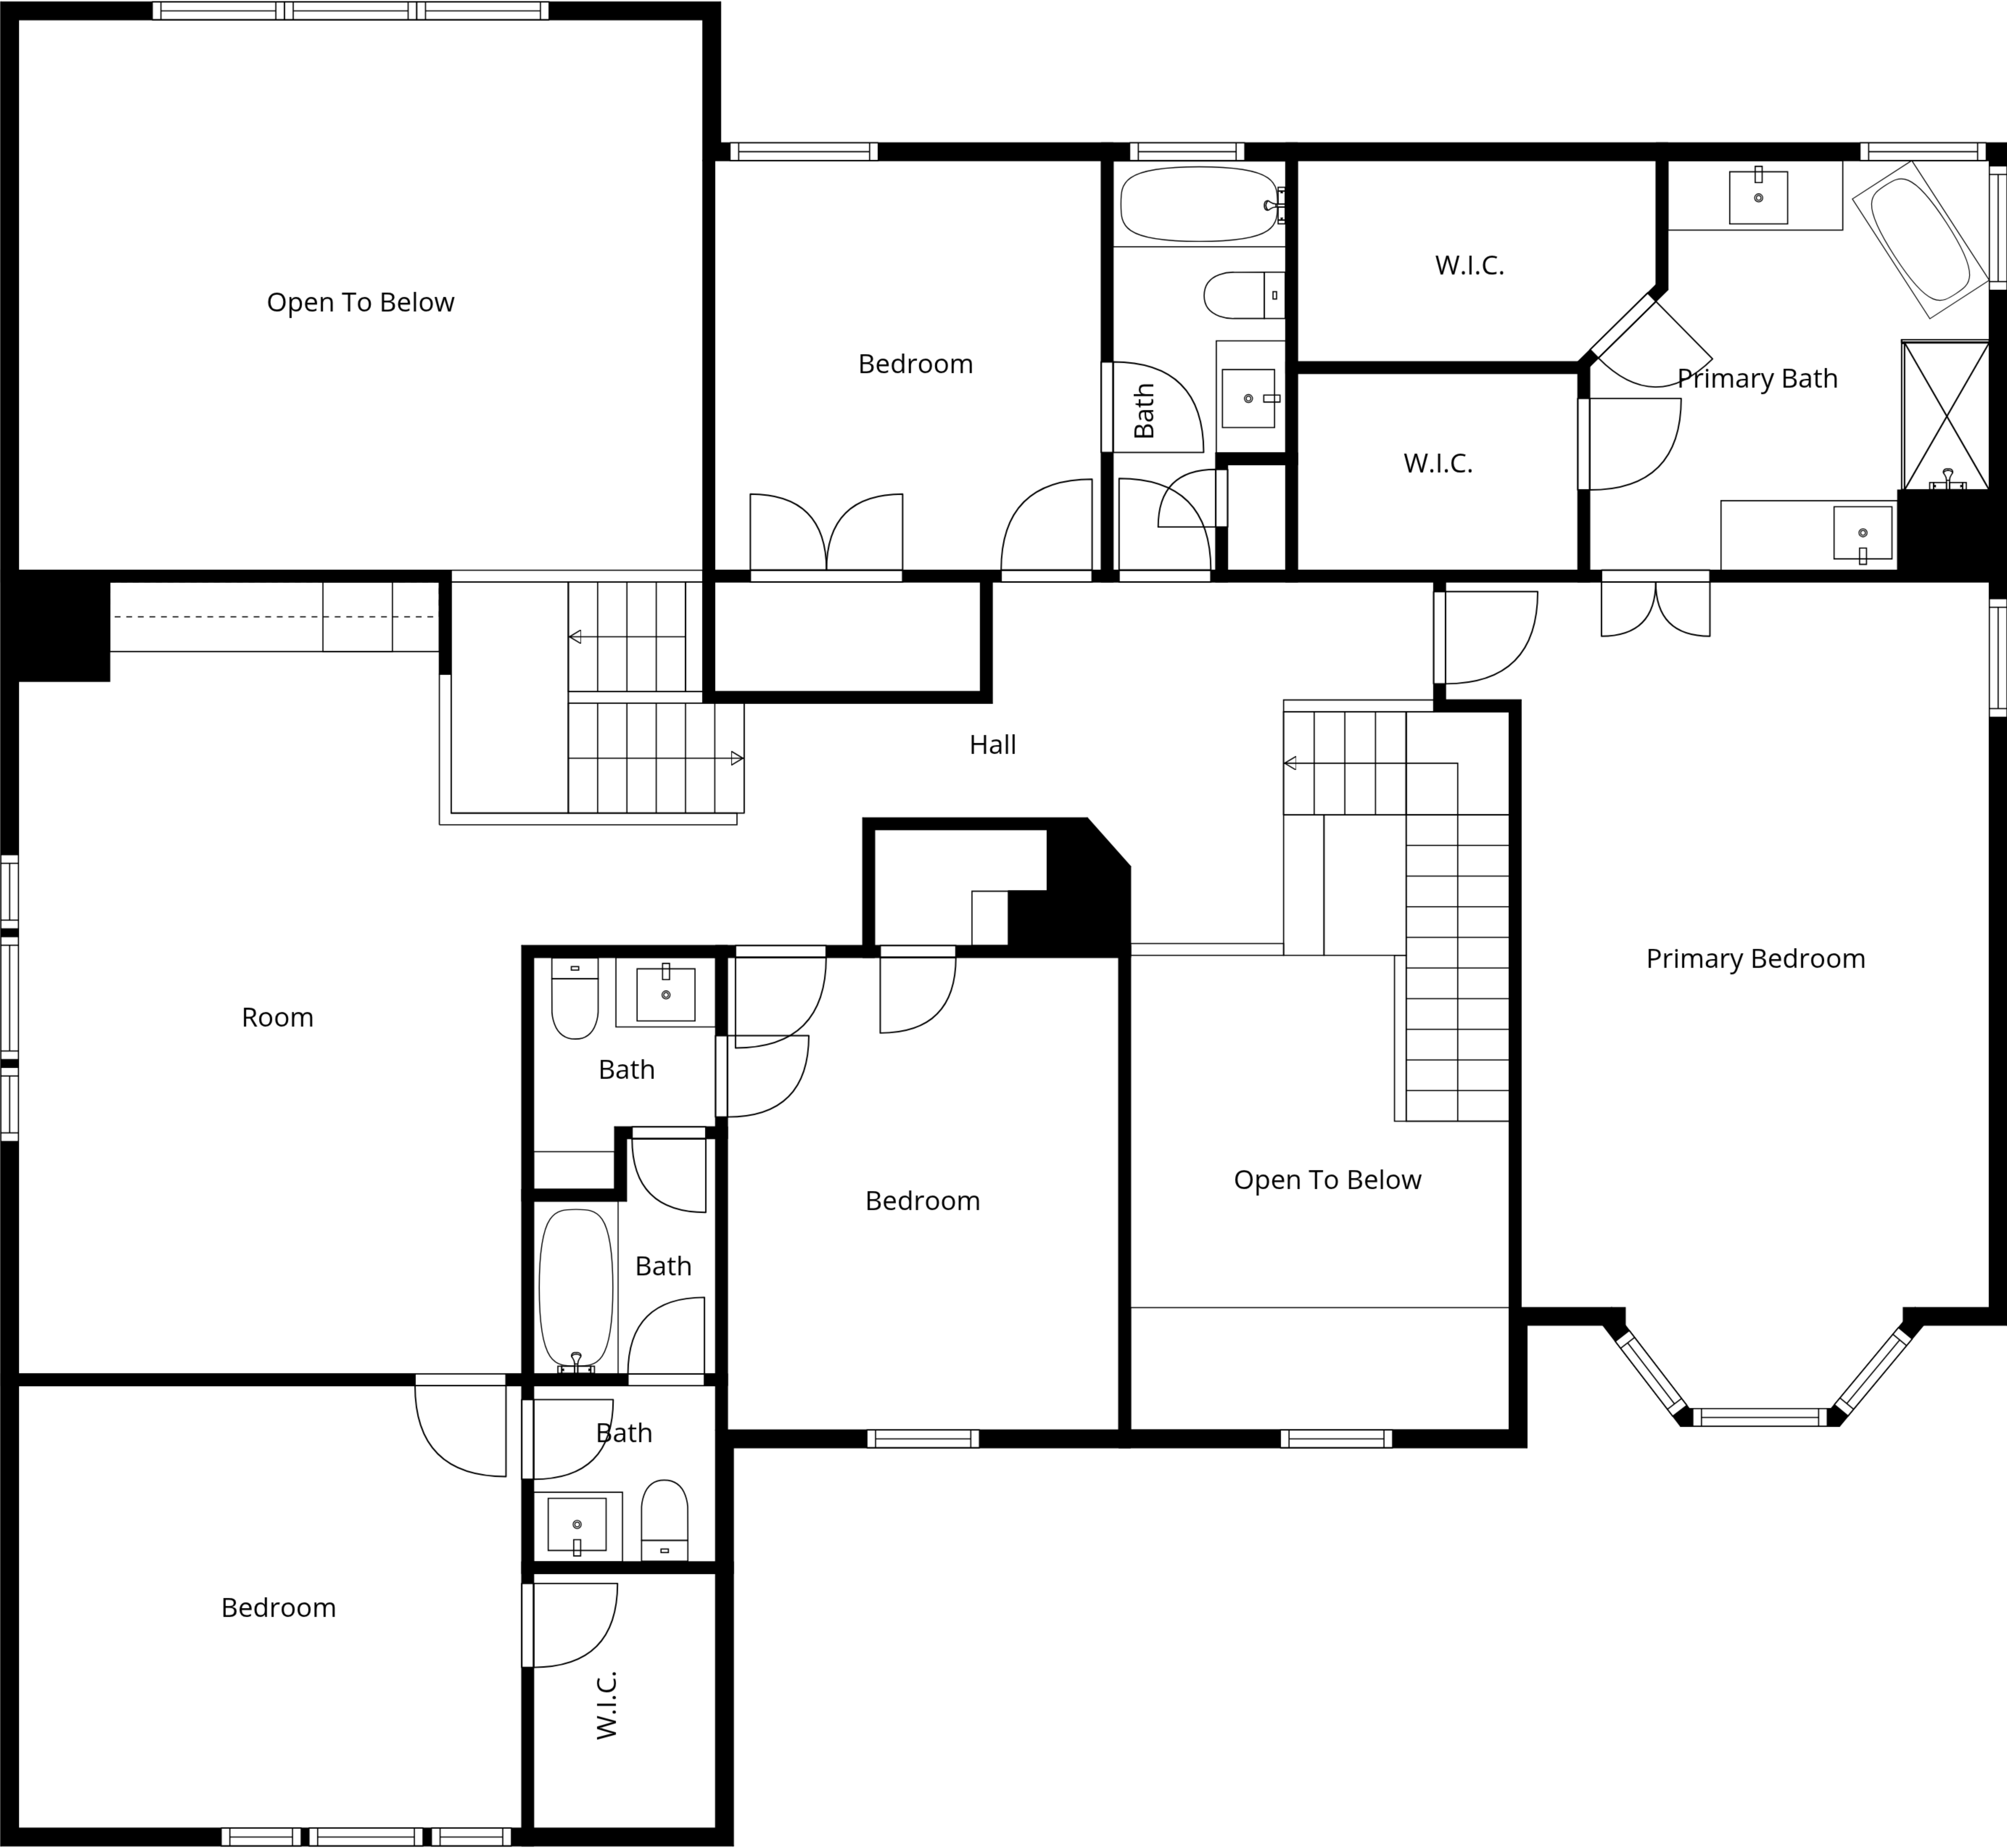 Open To Below
Bedroom
Bath
W.I.C.
W.I.C.
Primary Bath
Hall
Room
Primary Bedroom
Bath
Bedroom
Open To Below
Bath
Bath
Bedroom
W.I.C.